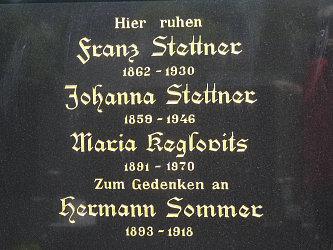 Hier ruhen
Franz Stettner
1862 - 1930
Johanna Stettner
1859 - 1946
Maria Keglovits
1891 - 1970
Zum Gedenken an
Hermann Sommer
1893 - 1918